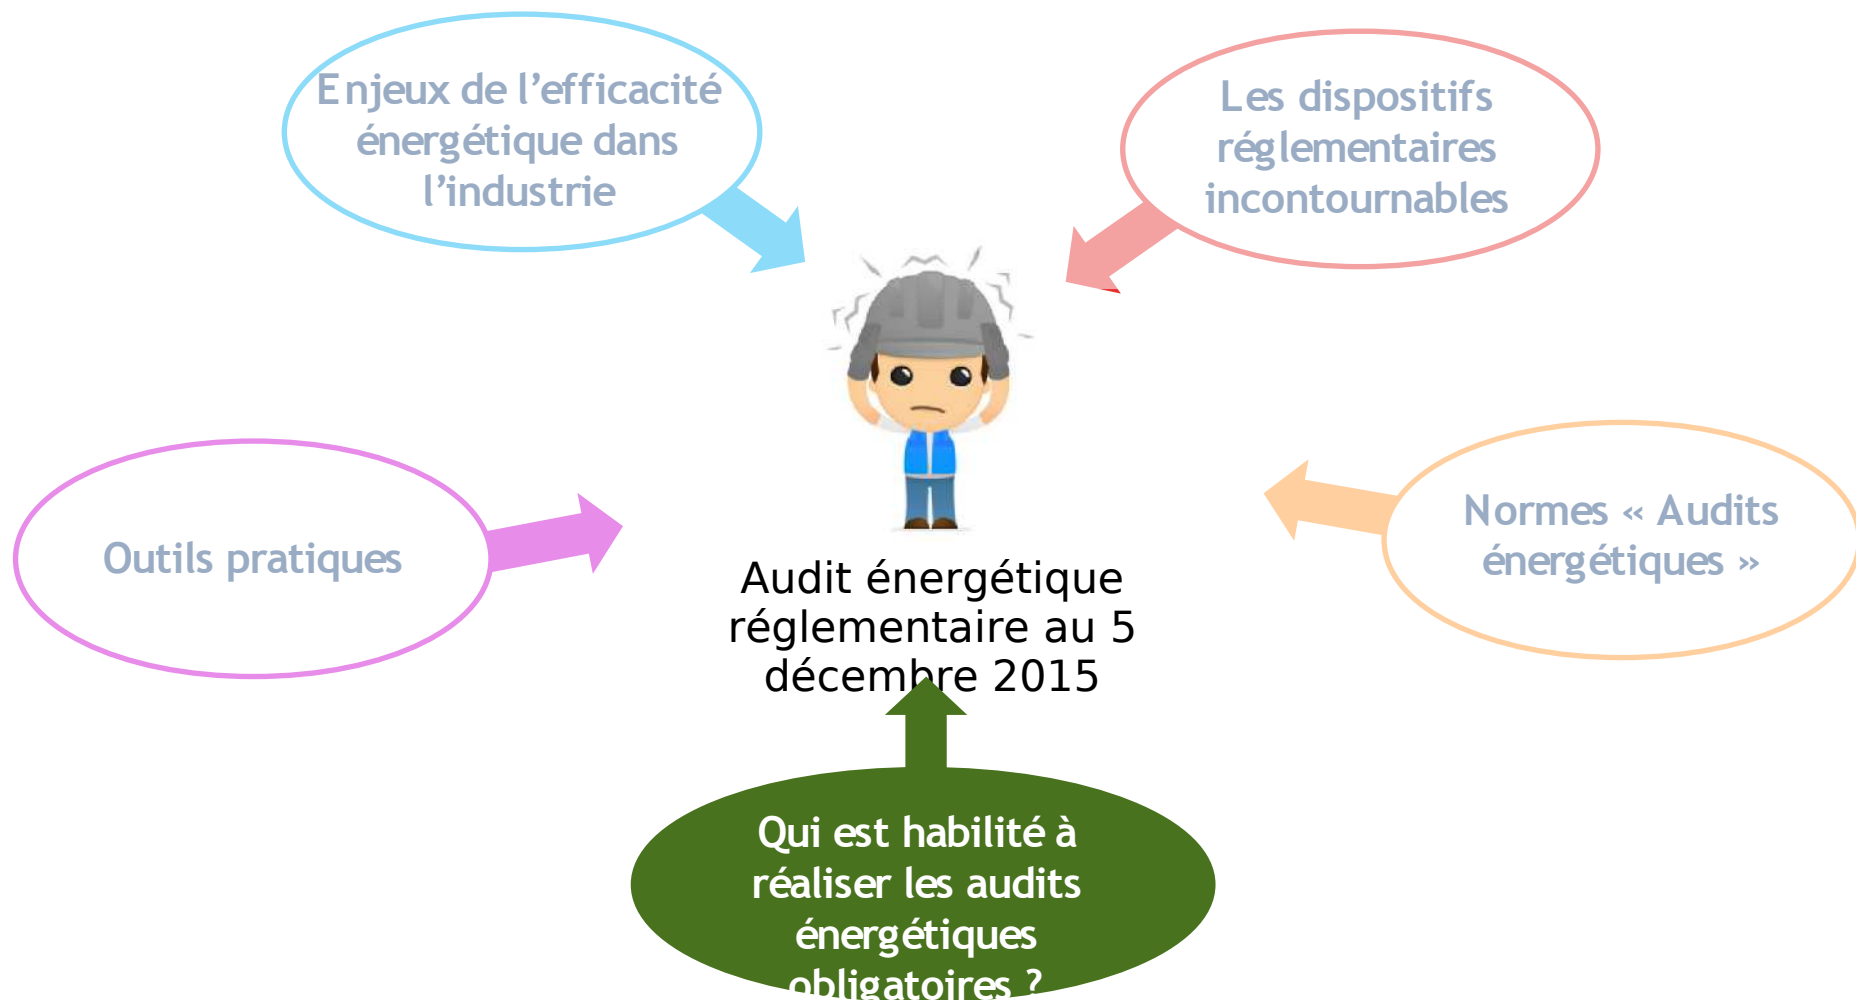 Enjeux de l’efficacité
énergétique dans
l’industrie
Les dispositifs
réglementaires
incontournables
Outils pratiques
Normes « Audits
énergétiques »
Audit énergétique
réglementaire au 5
décembre 2015
Qui est habilité à
réaliser les audits
énergétiques
obligatoires ?